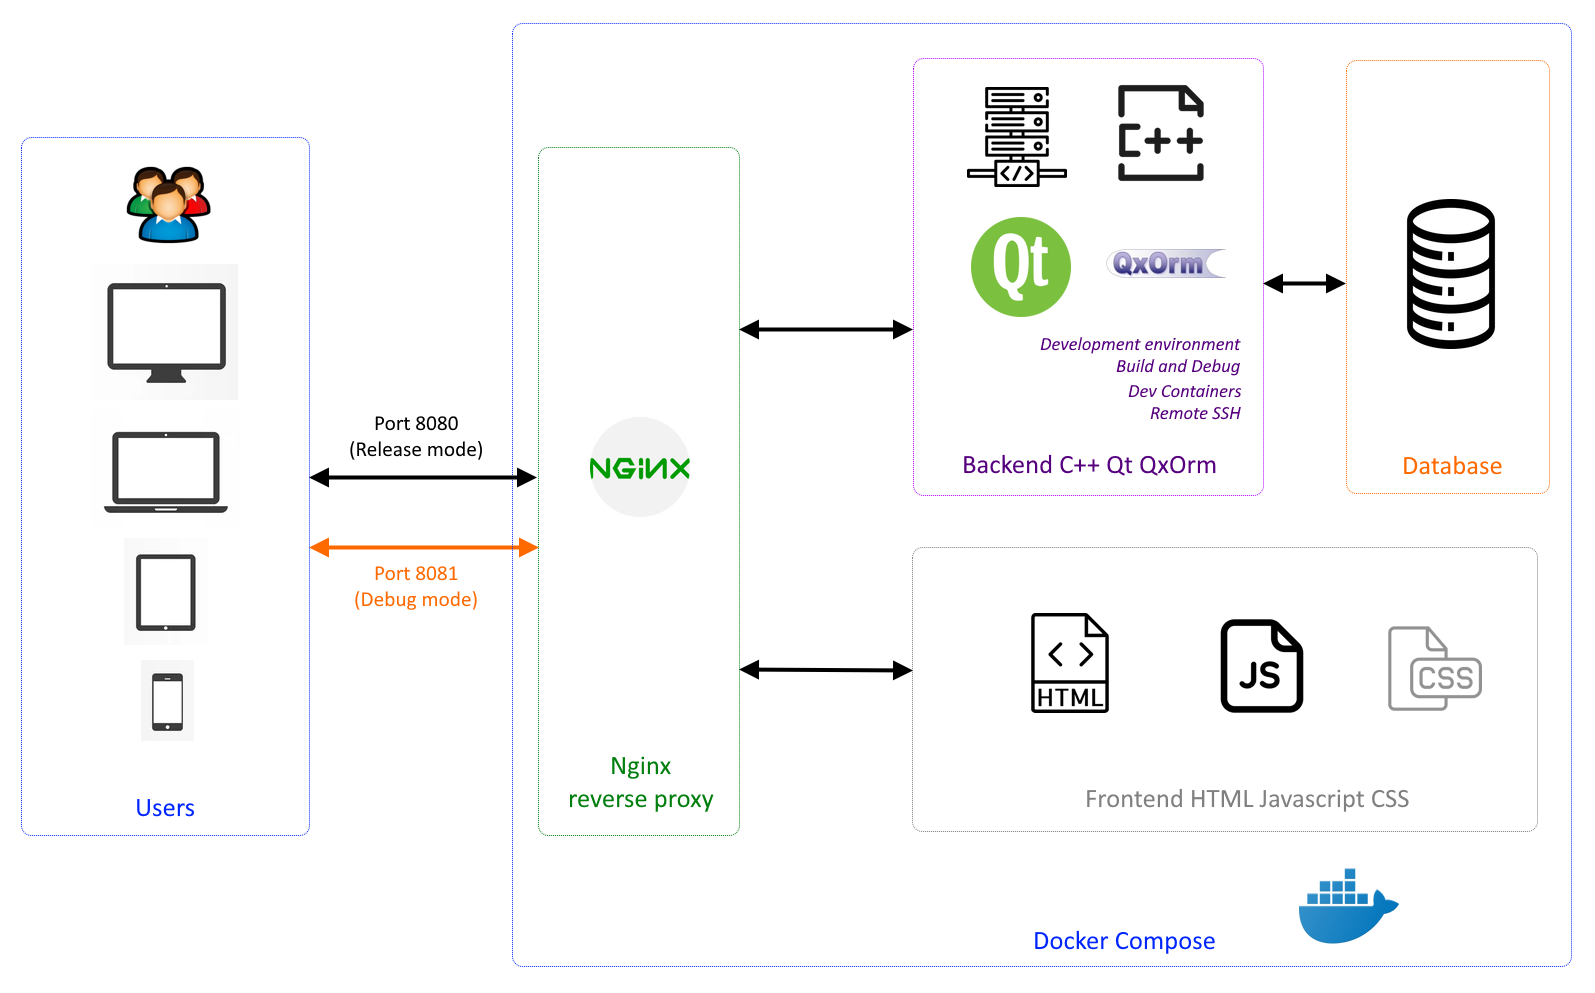 Users
Port 8080
(Release mode)
Port 8081
(Debug mode)
NGiNX
Nginx
reverse proxy
</>
C++
Qt
QxOrm
Development environment
Build and Debug
Dev Containers
Remote SSH
Backend C++ Qt QxOrm
Database
< >
HTML
JS
CSS
Frontend HTML Javascript CSS
Docker Compose